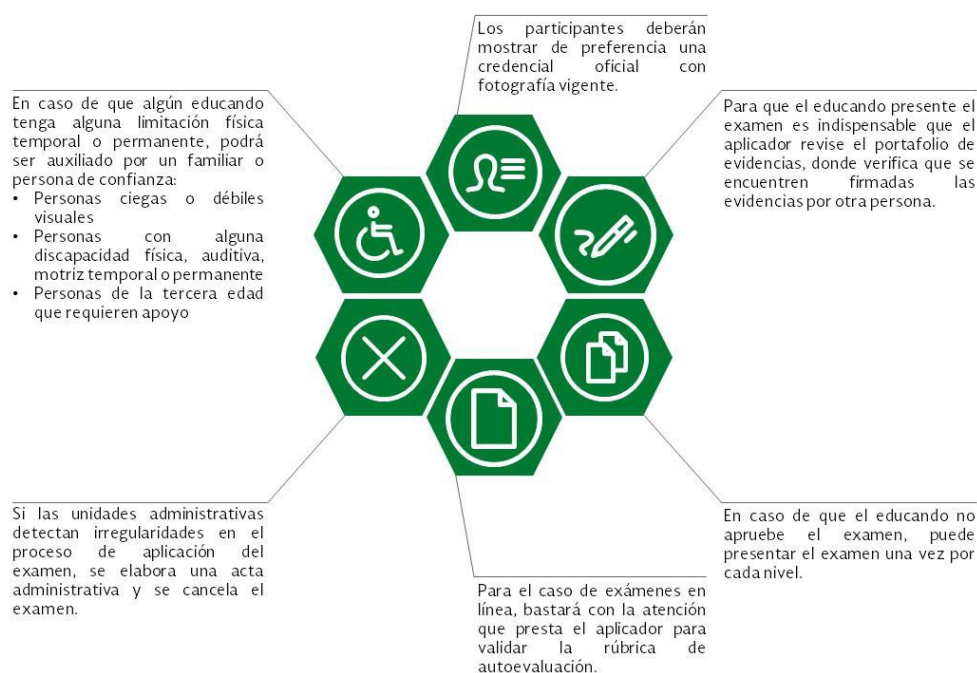 Los participantes deberán
mostrar de preferencia una
credencial oficial con
fotografía vigente.
En caso de que algún educando
tenga alguna limitación física
temporal o permanente, podrá
ser auxiliado por un familiar o
persona de confianza:
• Personas ciegas o débiles
visuales
• Personas con alguna
discapacidad física, auditiva,
motriz temporal o permanente
• Personas de la tercera edad
que requieren apoyo
Para que el educando presente el
examen es indispensable que el
aplicador revise el portafolio de
evidencias, donde verifica que se
encuentren firmadas las
evidencias por otra persona.
Si las unidades administrativas
detectan irregularidades en el
proceso de aplicación del
examen, se elabora una acta
administrativa y se cancela el
examen.
En caso de que el educando no
apruebe el examen, puede
presentar el examen una vez por
cada nivel.
Para el caso de exámenes en
línea, bastará con la atención
que presta el aplicador para
validar la rúbrica de
autoevaluación.